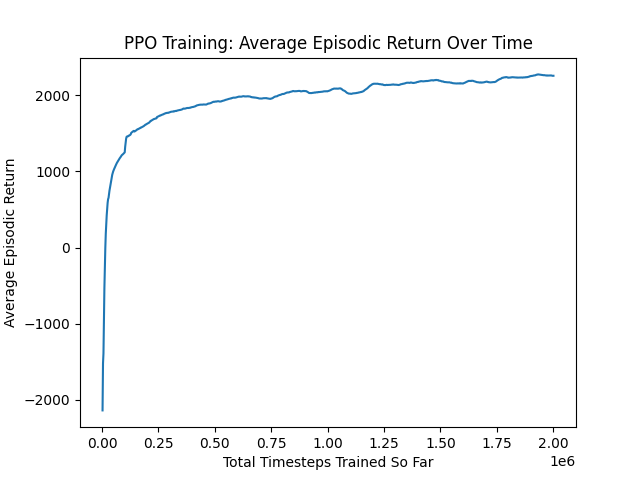 PPO Training: Average Episodic Return Over Time
Average Episodic Return
2000
1000
0
−1000
−2000
0.00 0.25 0.50 0.75 1.00 1.25 1.50 1.75 2.00
1e6
Total Timesteps Trained So Far